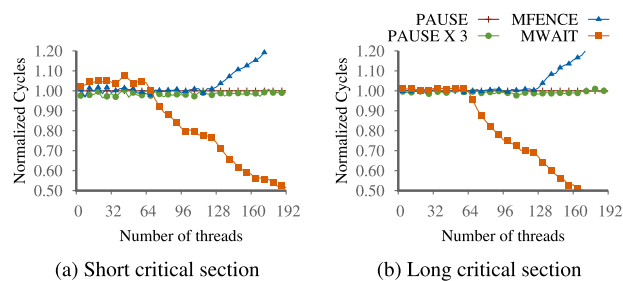 PAUSE MFENCE
PAUSE X 3 MWAIT
Normalized Cycles
1.20
1.10
1.00
0.90
0.80
0.70
0.60
0.50
0 32 64 96 128 160 192
Number of threads
(a) Short critical section
Normalized Cycles
1.20
1.10
1.00
0.90
0.80
0.70
0.60
0.50
0 32 64 96 128 160 192
Number of threads
(b) Long critical section